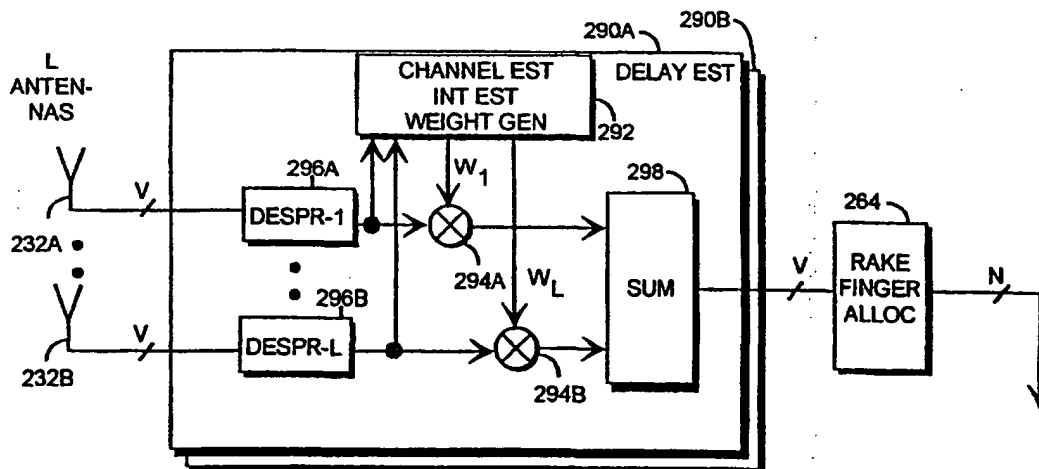 290A
290B
L
ANTEN-
NAS
CHANNEL EST
INT EST
WEIGHT GEN
292
DELAY EST
V
296A
DESPR-1
W1
294A
298
SUM
264
RAKE
FINGER
ALLOC
V
N
232A
296B
DESPR-L
WL
294B
V
232B